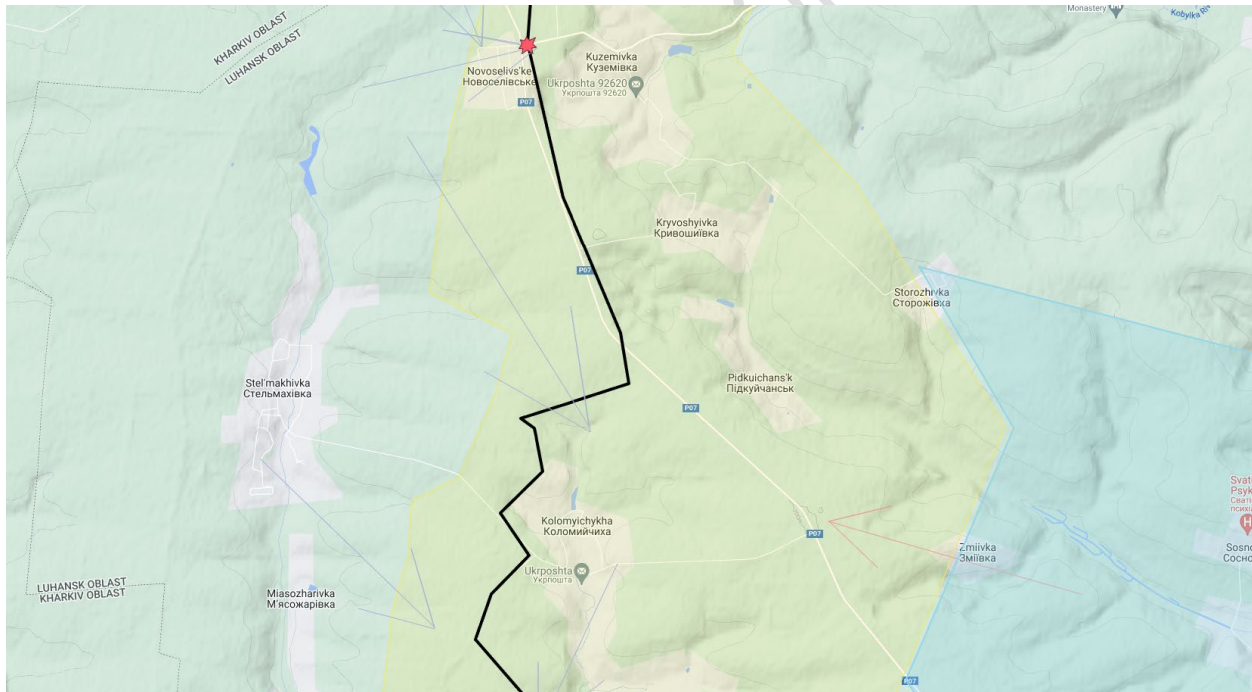 Monastery
Kobylka Riv
KHARKIV OBLAST
LUHANSK OBLAST
Kuzemivka
Куземівка
Novoselivs'ke
Новоселівське
Ukrposhta 92620
Укрпошта 92620
P07
Kryvoshyivka
Кривошиївка
P07
Storozhivka
Сторожівка
Stel'makhivka
Стельмахівка
Pidkuichans'k
Підкуйчанськ
P07
Svat
Psyk
Сваті
психі
Kolomyichykha
Коломийчиха
P07
Zmiivka
Зміївка
H
Sosno
Сосно
LUHANSK OBLAST
KHARKIV OBLAST
Ukrposhta
Укрпошта
Miasozharivka
М'ясожарівка
P07